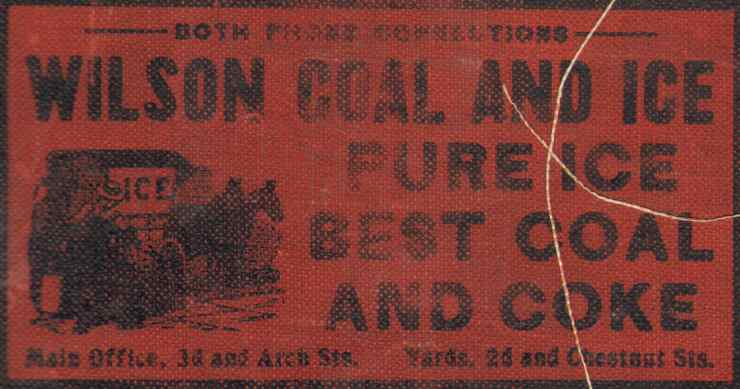 BOTH PHONE CONNECTIONS
WILSON COAL AND ICE
PURE ICE
BEST COAL
AND COKE
ICE
Main Office, 3d and Arch Sts. Yards, 2d and Chestnut Sts.